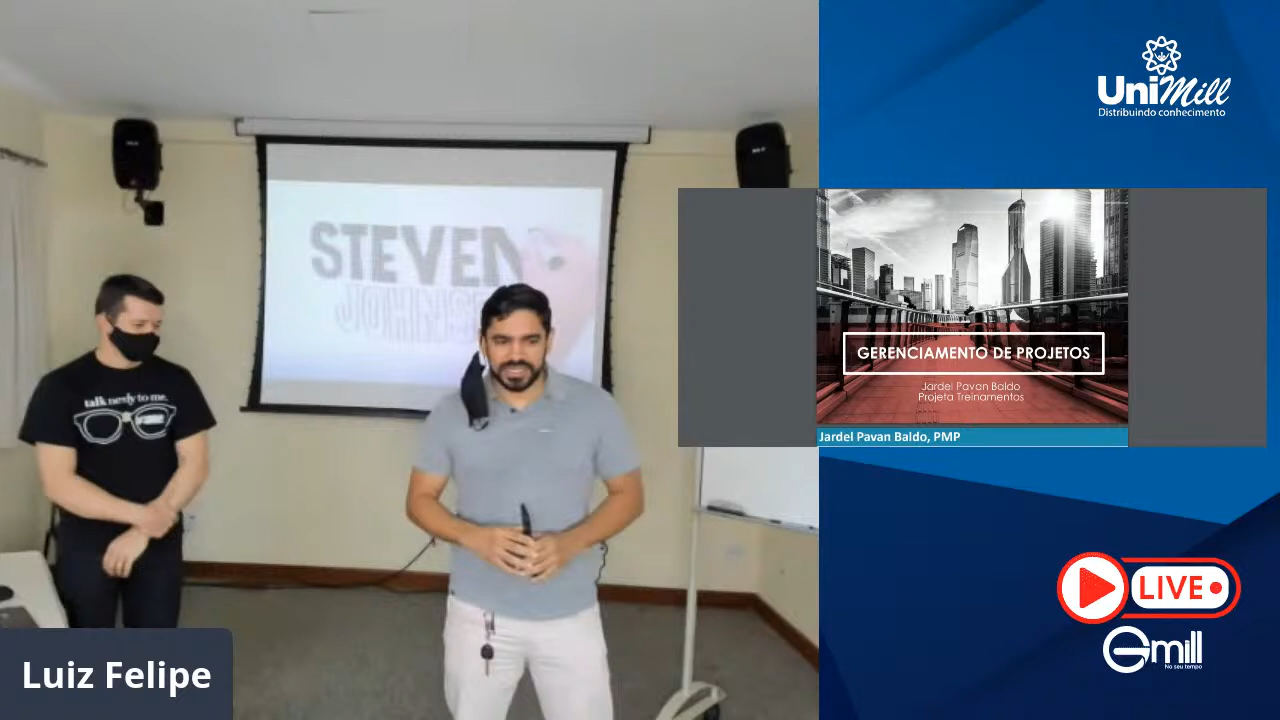 UniMill
Distribuindo conhecimento
STEVEN
JOHNSON
talk nerdy to me.
GERENCIAMENTO DE PROJETOS
Jardel Pavan Baldo
Projeta Treinamentos
Jardel Pavan Baldo, PMP
LIVE
Gmill
No seu tempo
Luiz Felipe